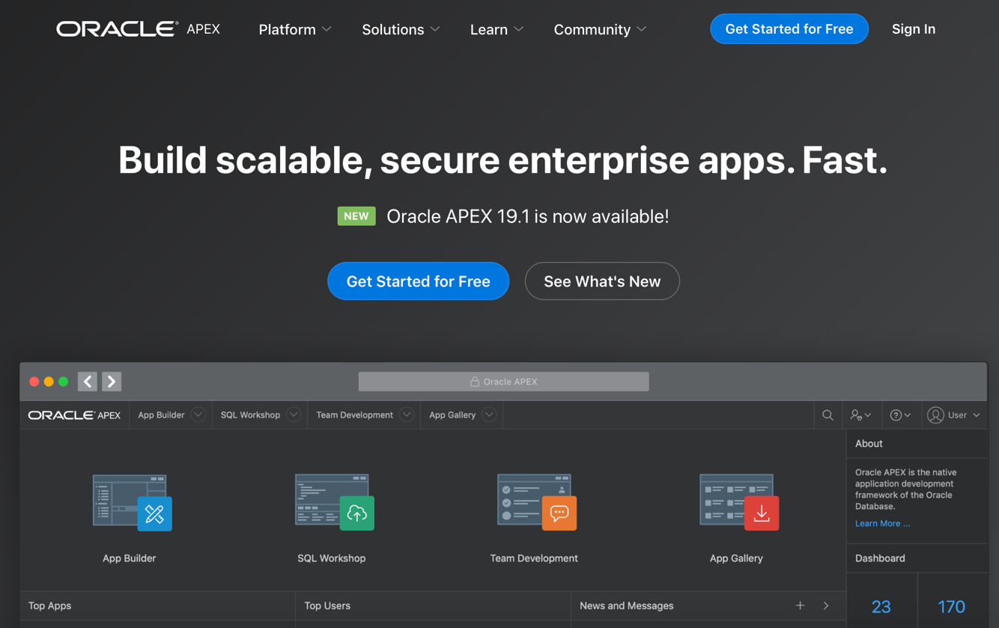 ORACLE® APEX Platform Solutions Learn Community Get Started for Free Sign In
Build scalable, secure enterprise apps. Fast.
NEW Oracle APEX 19.1 is now available!
Get Started for Free See What's New
Oracle APEX
ORACLE® APEX App Builder SQL Workshop Team Development App Gallery ? User
About
Oracle APEX is the native
application development
framework of the Oracle
Database.
Learn More ...
App Builder SQL Workshop Team Development App Gallery
Dashboard
Top Apps Top Users News and Messages
23 170